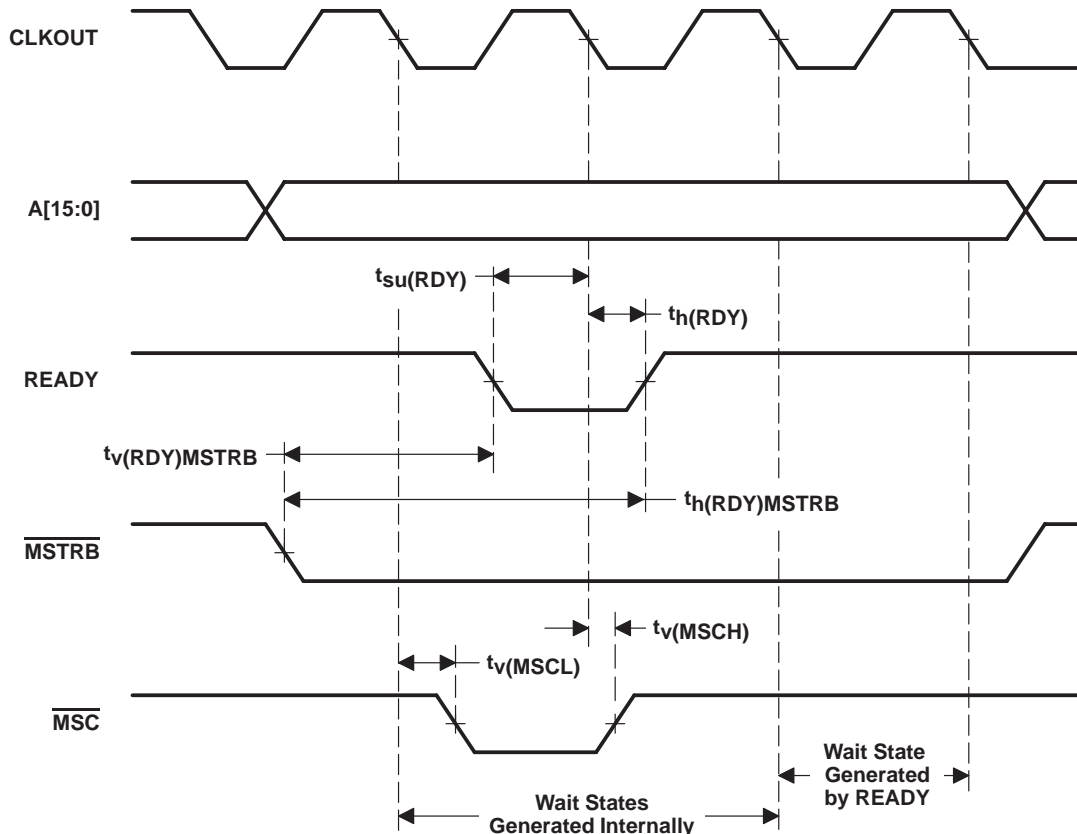 CLKOUT
A[15:0]
tsu(RDY)
th(RDY)
READY
tv(RDY)MSTRB
th(RDY)MSTRB
MSTRB
tv(MSCH)
tv(MSCL)
MSC
Wait State
Generated
by READY
Wait States
Generated Internally